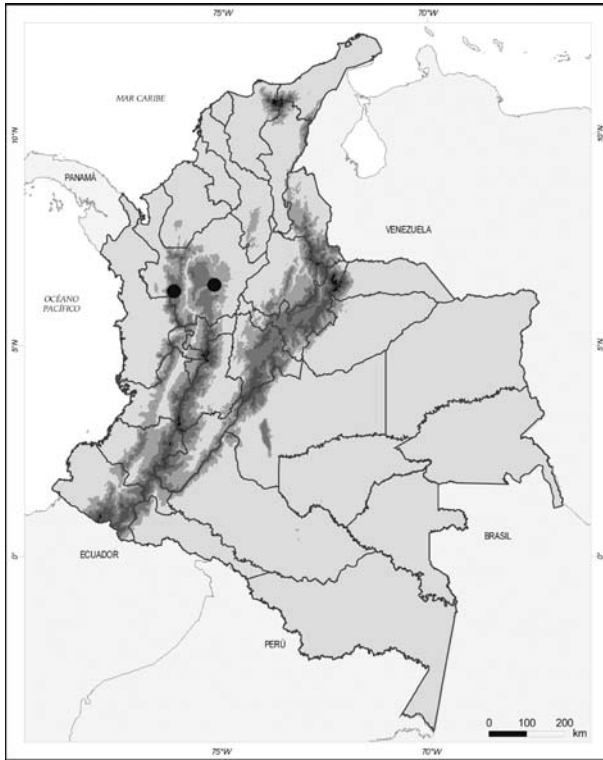 75°W
70°W
MAR CARIBE
10°N
10°N
PANAMÁ
VENEZUELA
OCÉANO
PACÍFICO
5°N
5°N
ECUADOR
BRASIL
0°
0°
PERÚ
0 100 200
km
75°W
70°W